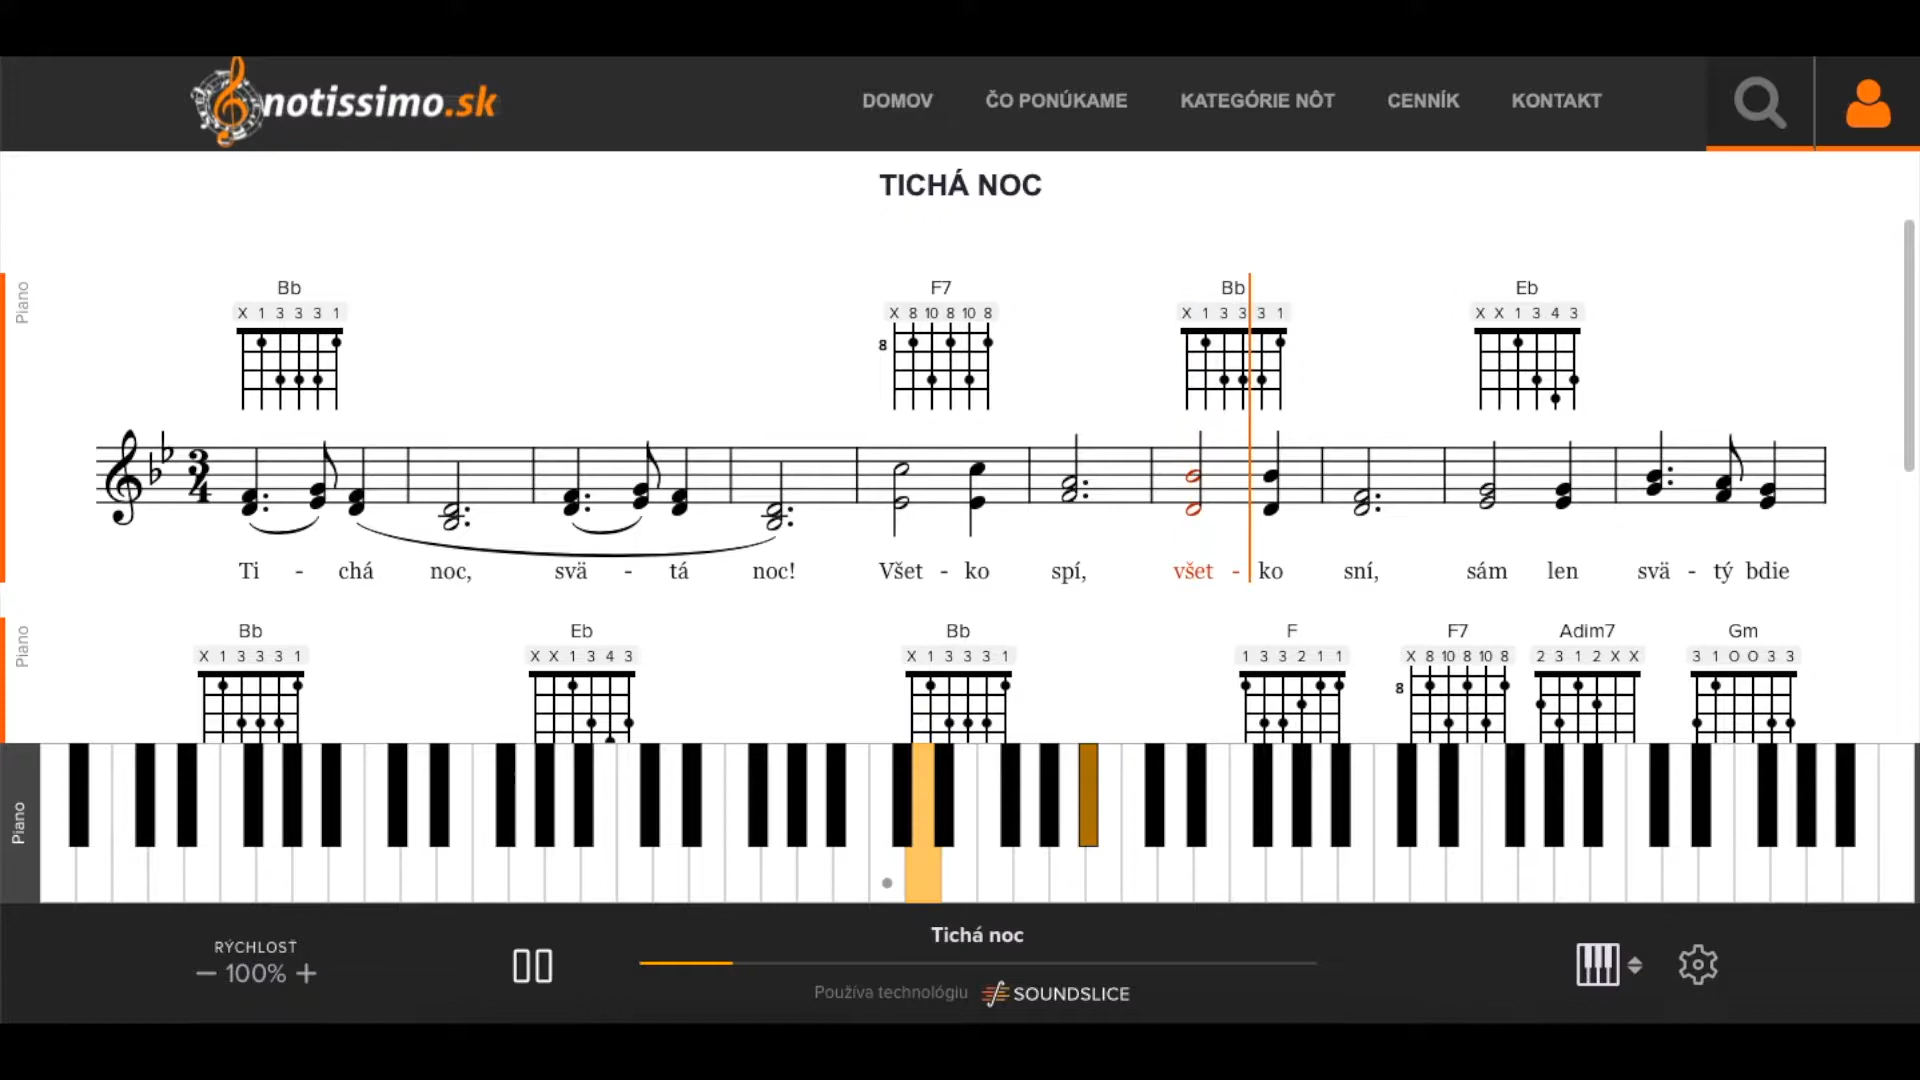 notissimo.sk
DOMOV ČO PONÚKAME KATEGÓRIE NÔT CENNÍK KONTAKT
TICHÁ NOC
Piano
Bb F7 Bb Eb
X 1 3 3 3 1 X 8 10 8 10 8 X 1 3 3 3 1 X X 1 3 4 3
8
3
4
Ti - chá noc, svä - tá noc! Všet - ko spí, všet - ko sní, sám len svä - tý bdie
Piano
Bb Eb Bb F F7 Adim7 Gm
X 1 3 3 3 1 X X 1 3 4 3 X 1 3 3 3 1 1 3 3 2 1 1 X 8 10 8 10 8 2 3 1 2 X X 3 1 O O 3 3
8
Piano
Tichá noc
RÝCHLOSŤ
− 100% +
Používa technológiu SOUNDSLICE